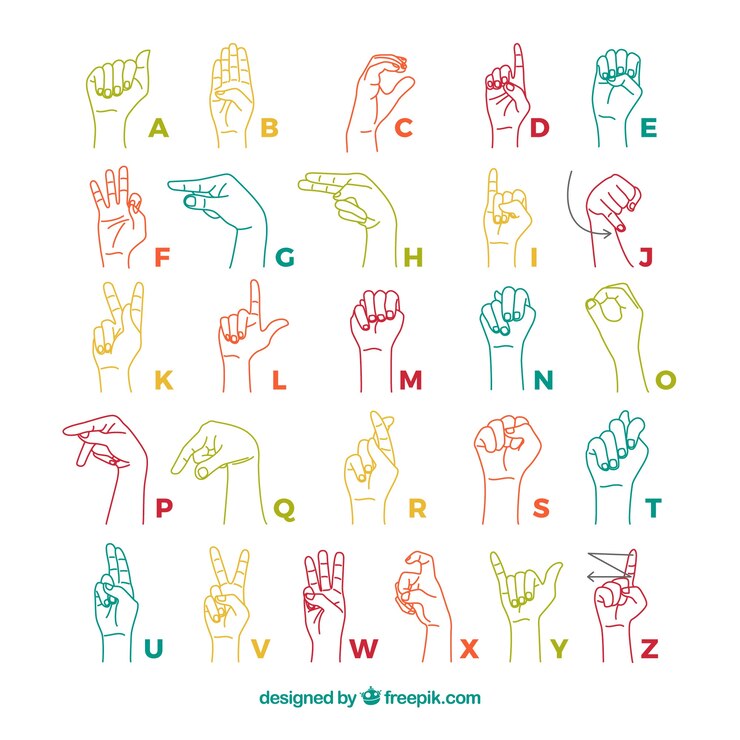 A B C D E
F G H I J
K L M N O
P Q R S T
U V W X Y Z
designed by freepik.com